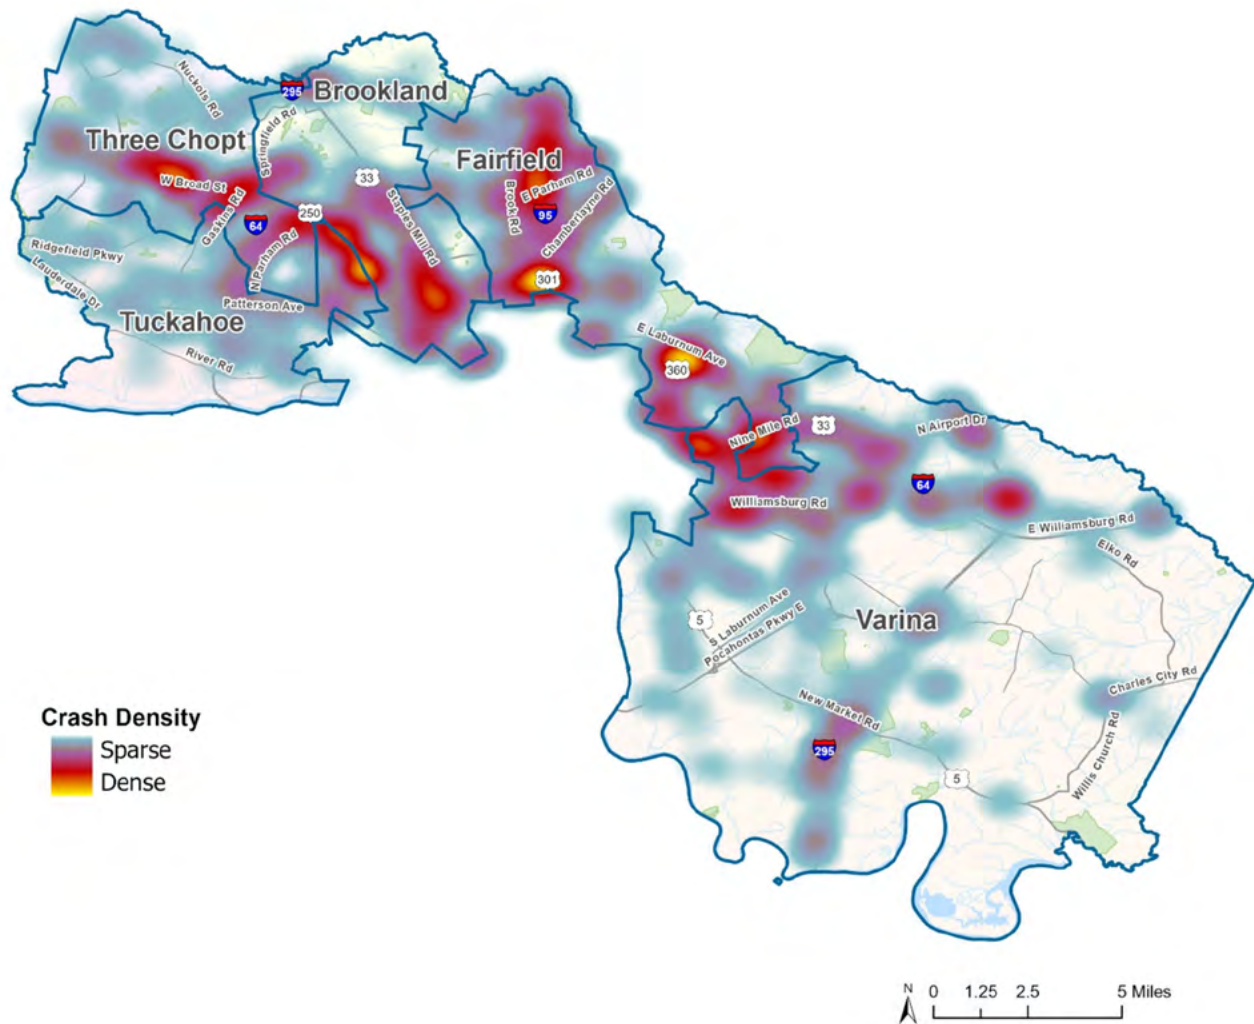 Nuckols Rd
295
Brookland
Springfield Rd
Three Chopt
Fairfield
W Broad St
33
E Parham Rd
Brook Rd
Staples Mill Rd
Gaskins Rd
250
95
Chamberlayne Rd
64
N Parham Rd
Ridgefield Pkwy
Lauderdale Dr
301
Patterson Ave
Tuckahoe
River Rd
E Laburnum Ave
360
Nine Mile Rd
33
N Airport Dr
64
Williamsburg Rd
E Williamsburg Rd
Elko Rd
S Laburnum Ave
5
Pocahontas Pkwy E
Varina
Charles City Rd
New Market Rd
295
5
Willis Church Rd
Crash Density
Sparse
Dense
N
0 1.25 2.5 5 Miles